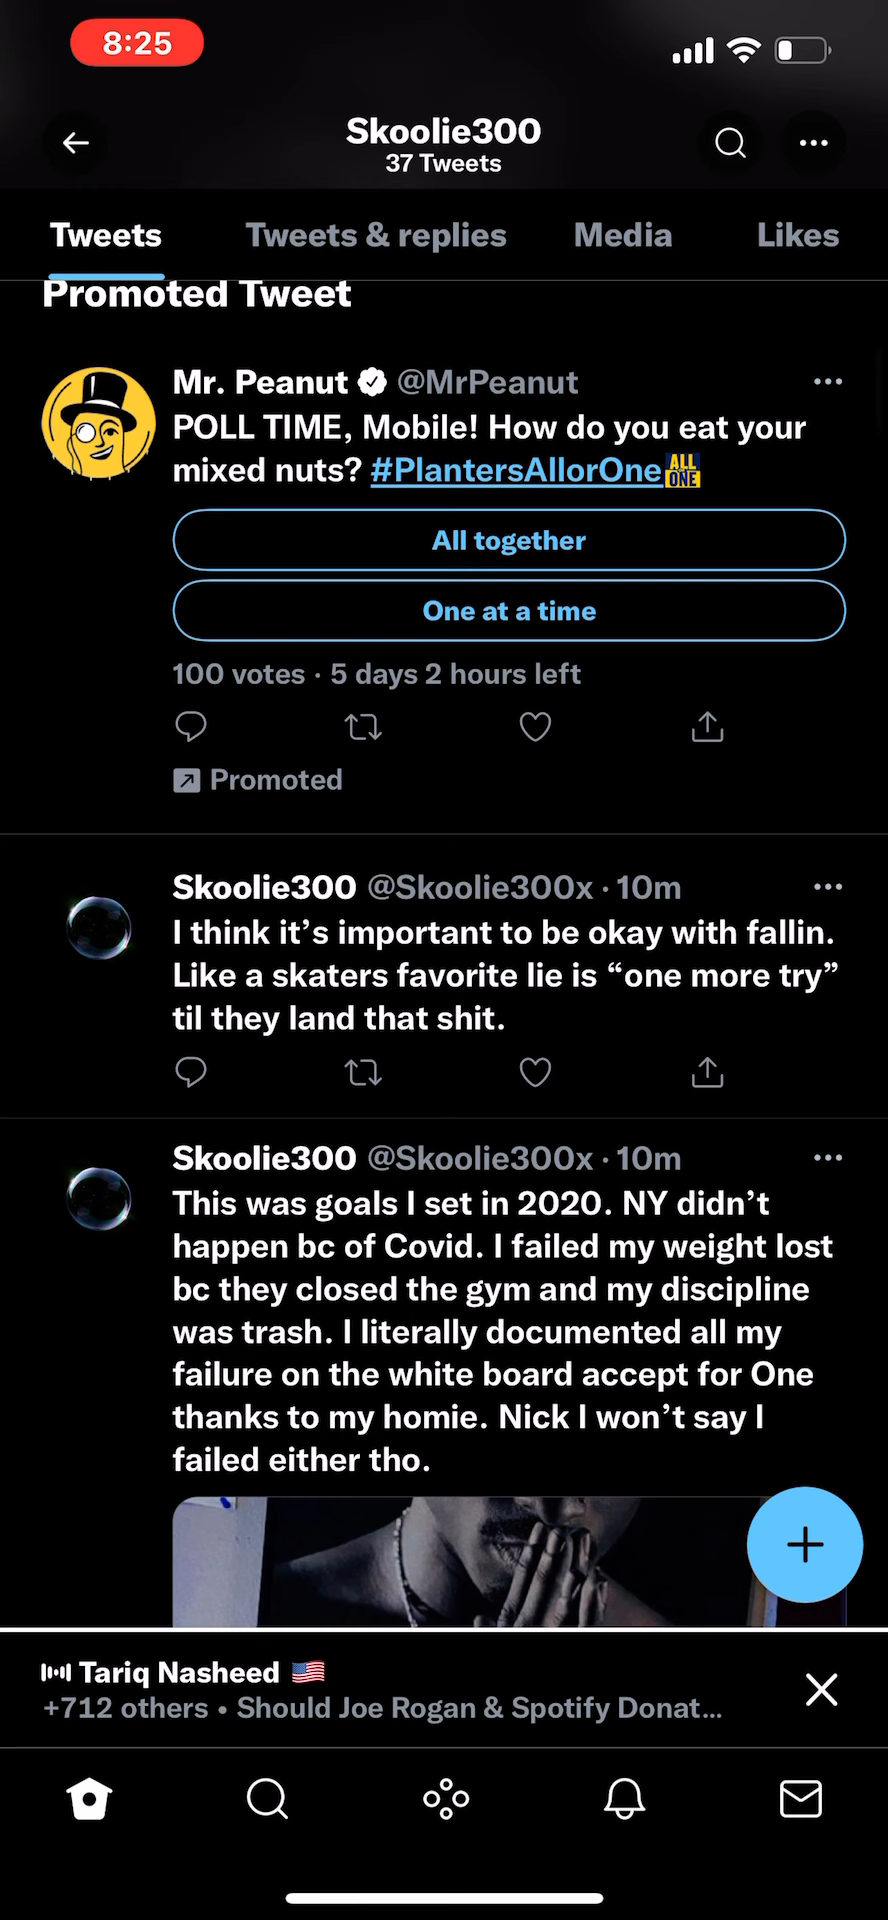 8:25
Skoolie300
37 Tweets
Tweets
Tweets & replies
Media
Likes
Promoted Tweet
Mr. Peanut @MrPeanut
POLL TIME, Mobile! How do you eat your
mixed nuts? #PlantersAllorOne ALL
ONE
All together
One at a time
100 votes · 5 days 2 hours left
Promoted
Skoolie300 @Skoolie300x · 10m
I think it’s important to be okay with fallin.
Like a skaters favorite lie is “one more try”
til they land that shit.
Skoolie300 @Skoolie300x · 10m
This was goals I set in 2020. NY didn’t
happen bc of Covid. I failed my weight lost
bc they closed the gym and my discipline
was trash. I literally documented all my
failure on the white board accept for One
thanks to my homie. Nick I won’t say I
failed either tho.
Tariq Nasheed 🇺🇸
+712 others • Should Joe Rogan & Spotify Donat...